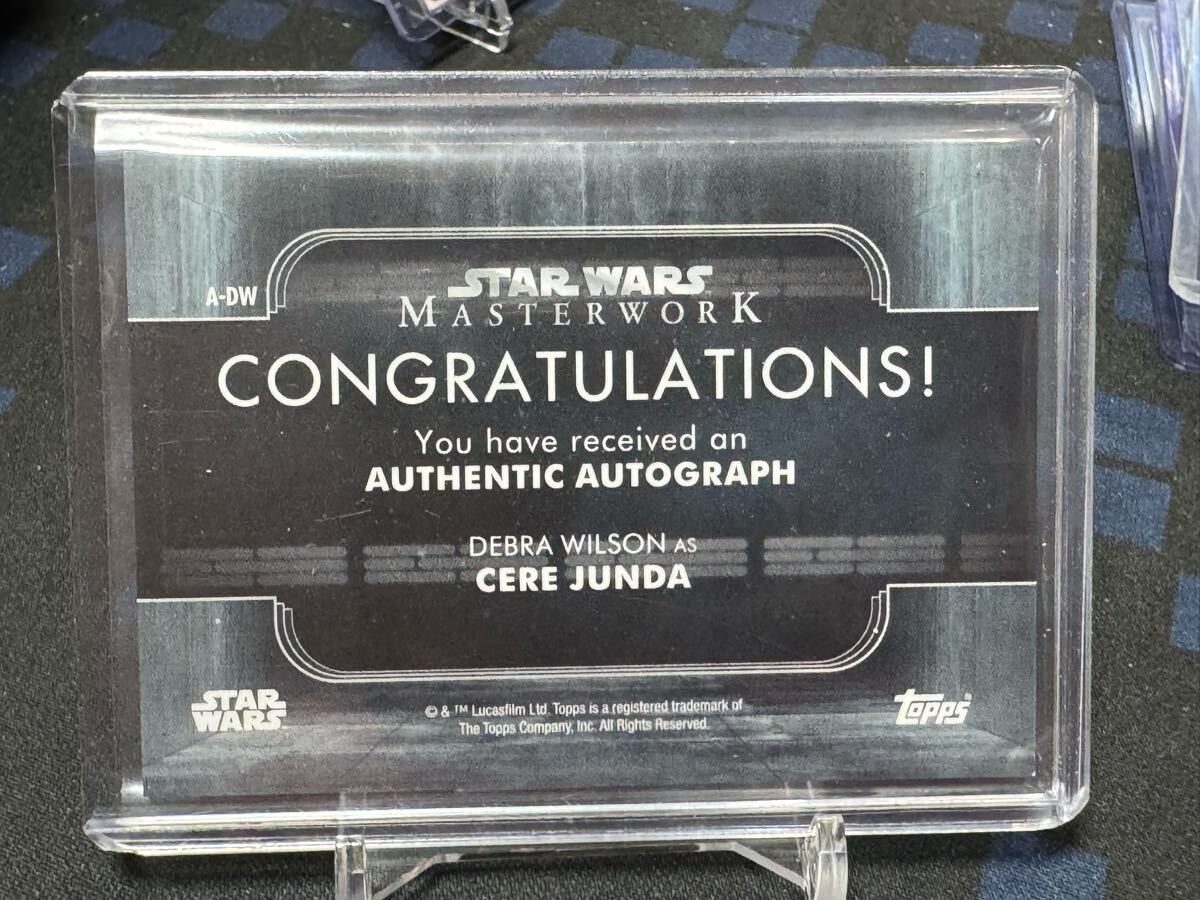 A-DW
STAR WARS
MASTERWORK
CONGRATULATIONS!
You have received an
AUTHENTIC AUTOGRAPH
DEBRA WILSON AS
CERE JUNDA
STAR
WARS
© & ™ Lucasfilm Ltd. Topps is a registered trademark of
The Topps Company, Inc. All Rights Reserved.
Topps